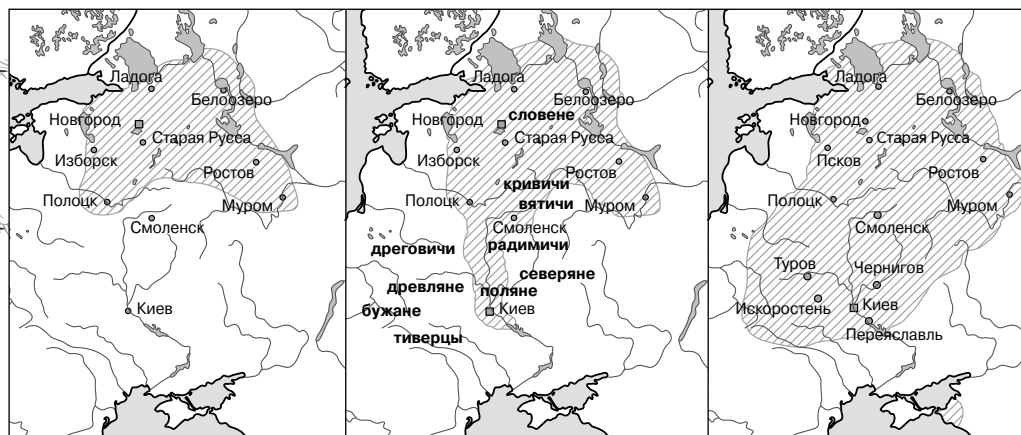 Ладога
Белоозеро
Новгород
Старая Русса
Изборск
Ростов
Полоцк
Муром
Смоленск
Киев
Ладога
Белоозеро
Новгород
словене
Старая Русса
Изборск
Ростов
кривичи
Полоцк
вятичи
Муром
Смоленск
радимичи
дреговичи
северяне
древляне
поляне
бужане
Киев
тиверцы
Ладога
Белоозеро
Новгород
Старая Русса
Псков
Ростов
Полоцк
Муром
Смоленск
Туров
Чернигов
Искоростень
Киев
Переяславль